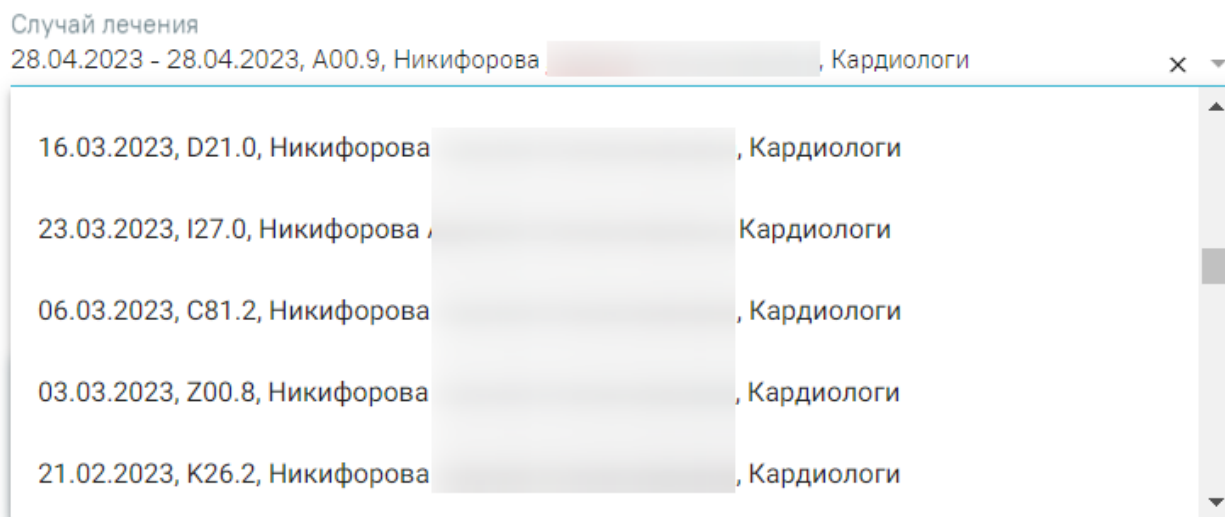 Случай лечения
28.04.2023 - 28.04.2023, A00.9, Никифорова , Кардиологи
16.03.2023, D21.0, Никифорова , Кардиологи
23.03.2023, I27.0, Никифорова Кардиологи
06.03.2023, C81.2, Никифорова , Кардиологи
03.03.2023, Z00.8, Никифорова , Кардиологи
21.02.2023, K26.2, Никифорова , Кардиологи